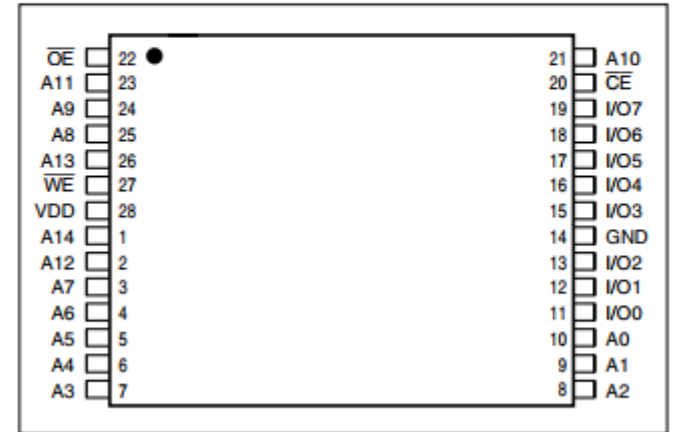 OE 22 21 A10
A11 23 20 CE
A9 24 19 I/O7
A8 25 18 I/O6
A13 26 17 I/O5
WE 27 16 I/O4
VDD 28 15 I/O3
A14 1 14 GND
A12 2 13 I/O2
A7 3 12 I/O1
A6 4 11 I/O0
A5 5 10 A0
A4 6 9 A1
A3 7 8 A2